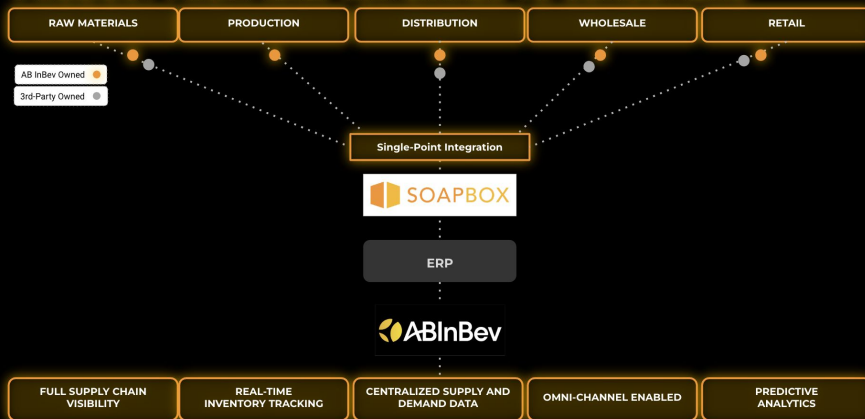 RAW MATERIALS
PRODUCTION
DISTRIBUTION
WHOLESALE
RETAIL
AB InBev Owned
3rd-Party Owned
Single-Point Integration
SOAPBOX
ERP
ABInBev
FULL SUPPLY CHAIN
VISIBILITY
REAL-TIME
INVENTORY TRACKING
CENTRALIZED SUPPLY AND
DEMAND DATA
OMNI-CHANNEL ENABLED
PREDICTIVE
ANALYTICS